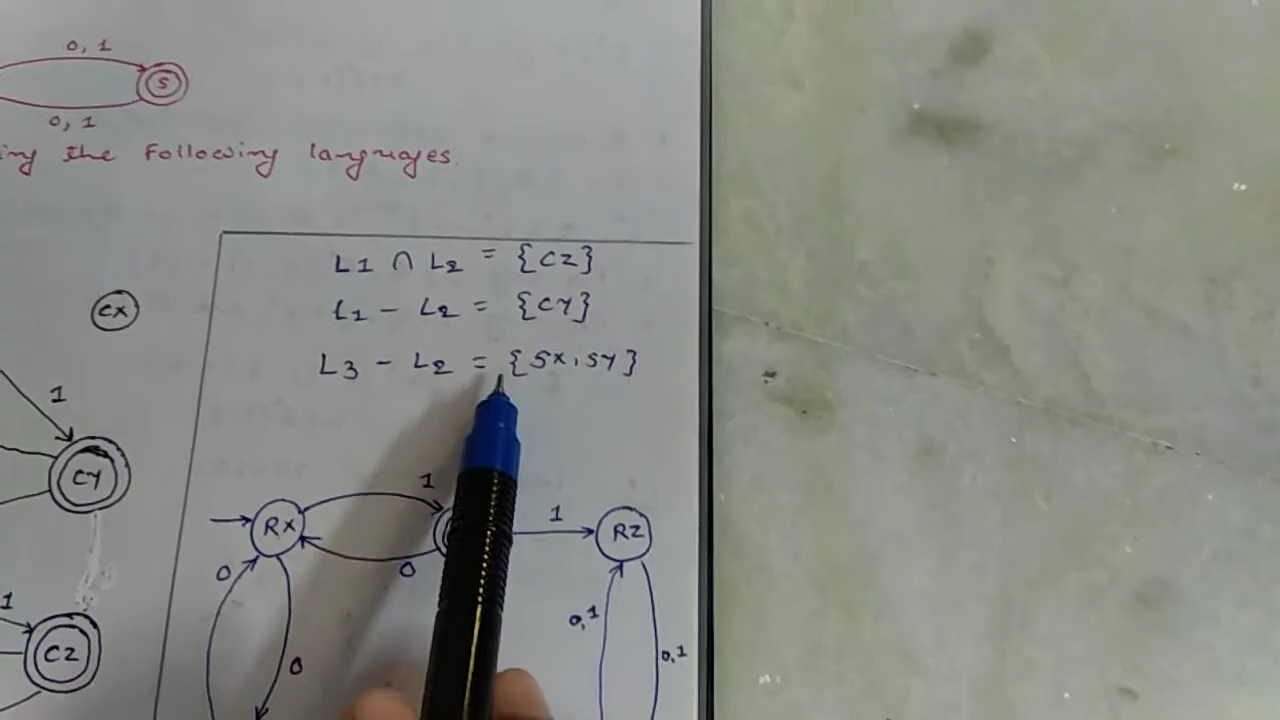 0, 1
S
0, 1
ing the following languages.
L1 ∩ L2 = {CZ}
L1 - L2 = {CY}
CX
L3 - L2 = {SX, SY}
1
CY
1
RX
1
RZ
0
0
0,1
1
CZ
0
0,1